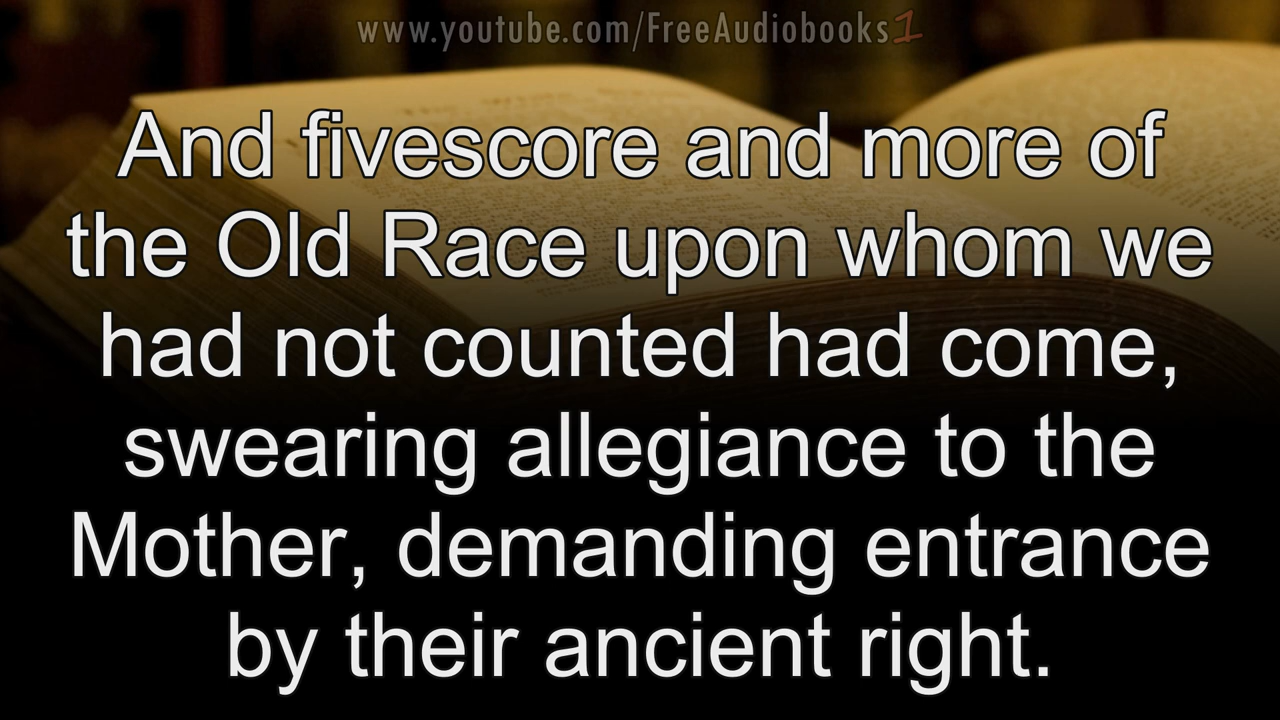 www.youtube.com/FreeAudiobooks1
And fivescore and more of
the Old Race upon whom we
had not counted had come,
swearing allegiance to the
Mother, demanding entrance
by their ancient right.